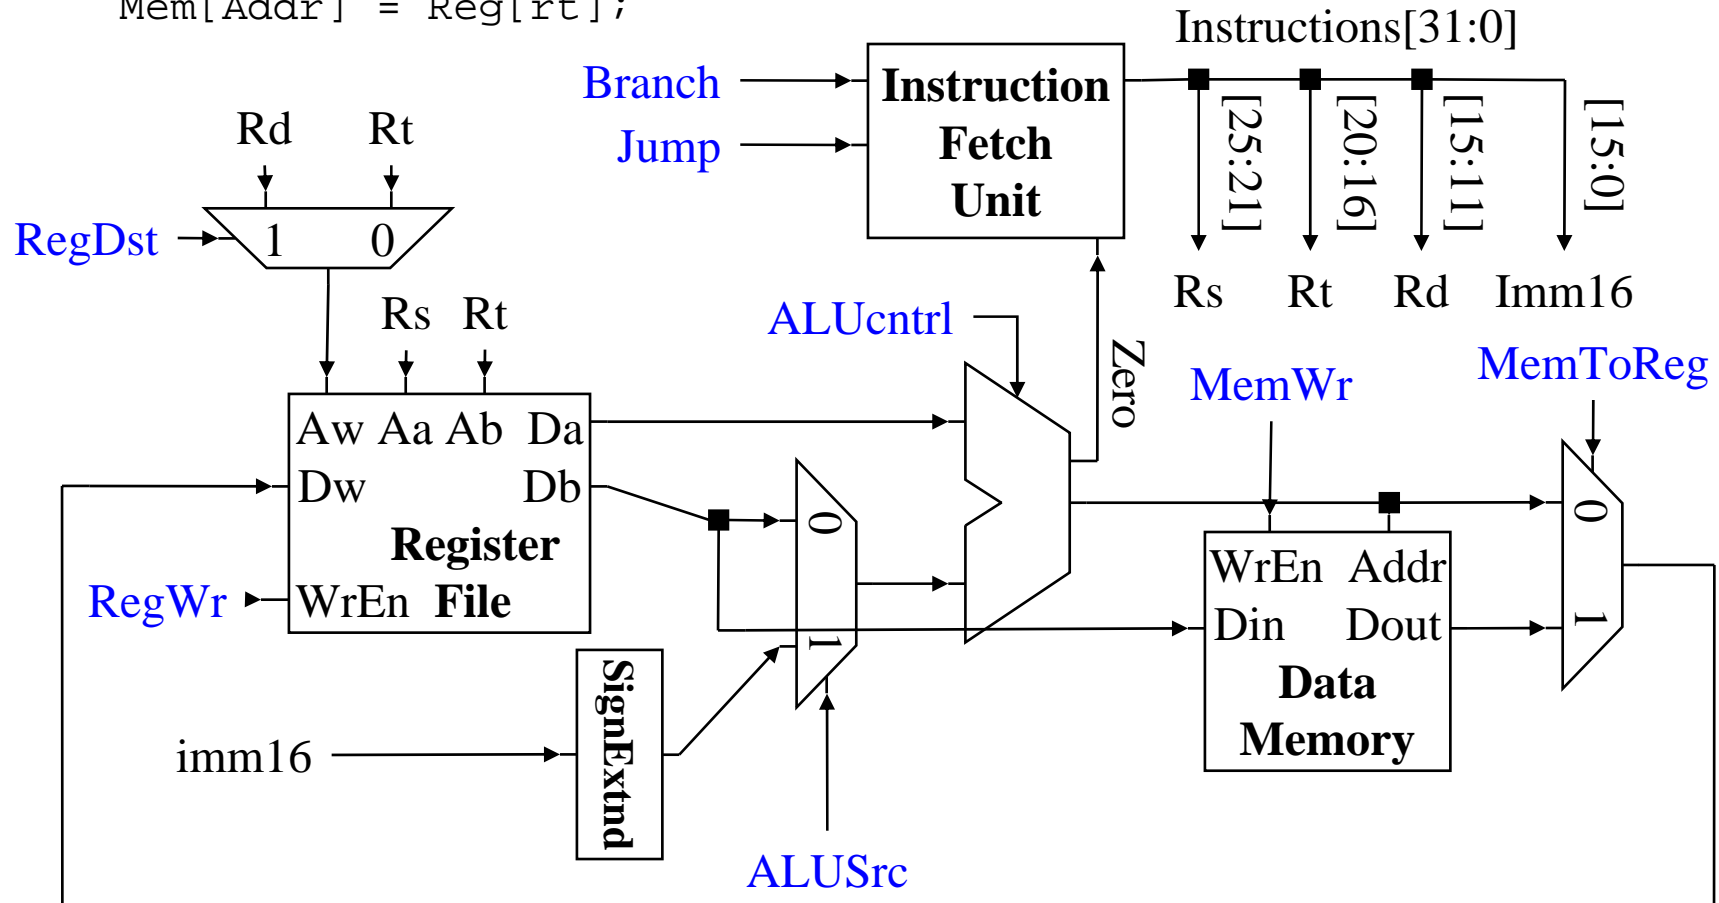 Mem[Addr] = Reg[rt];
Instructions[31:0]
Branch
Jump
Instruction
Fetch
Unit
[25:21]
[20:16]
[15:11]
[15:0]
Rs
Rt
Rd
Imm16
Rd
Rt
RegDst
1
0
Rs
Rt
ALUcntrl
Zero
MemWr
MemToReg
Aw Aa Ab Da
Dw
Db
Register
RegWr
WrEn File
0
1
0
1
WrEn Addr
Din Dout
Data
Memory
imm16
SignExtnd
ALUSrc